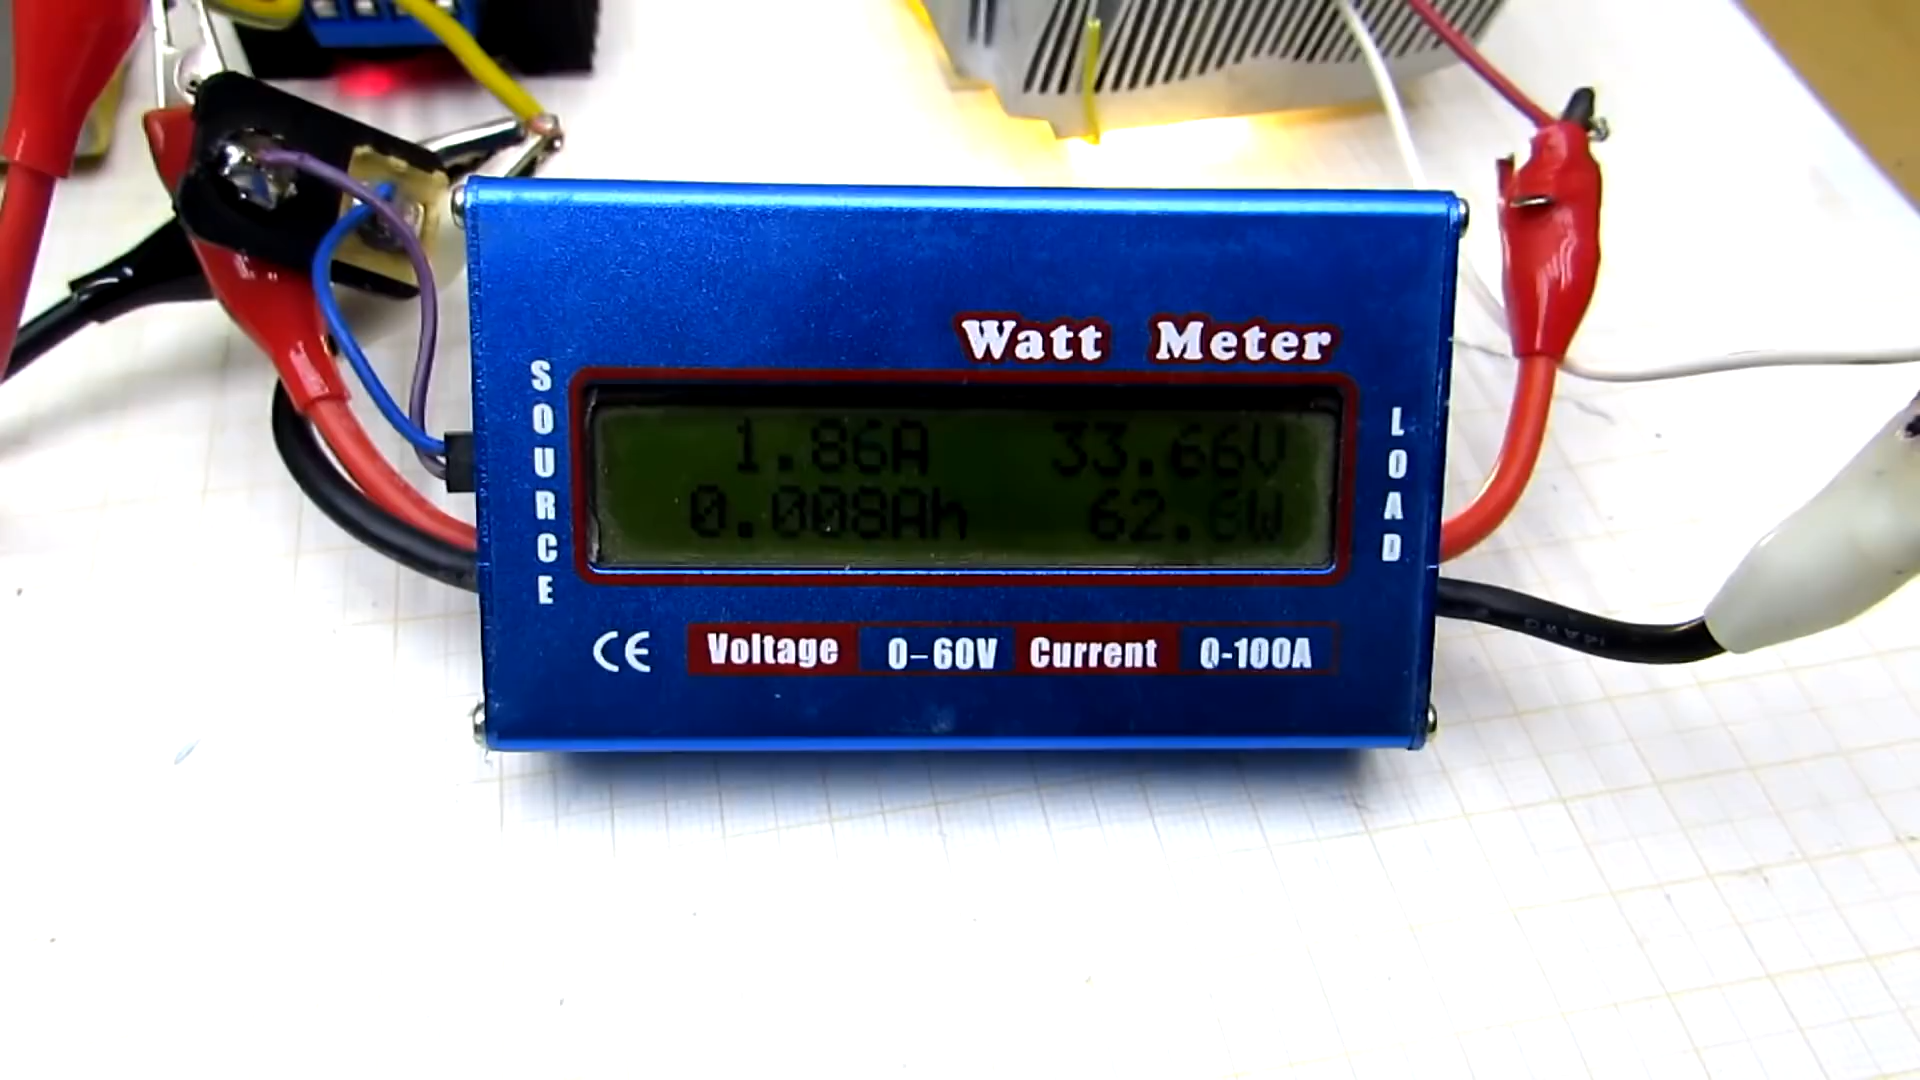 Watt Meter
SOURCE
1.86A 33.66V
0.008Ah 62.6W
LOAD
CE Voltage 0-60V Current 0-100A